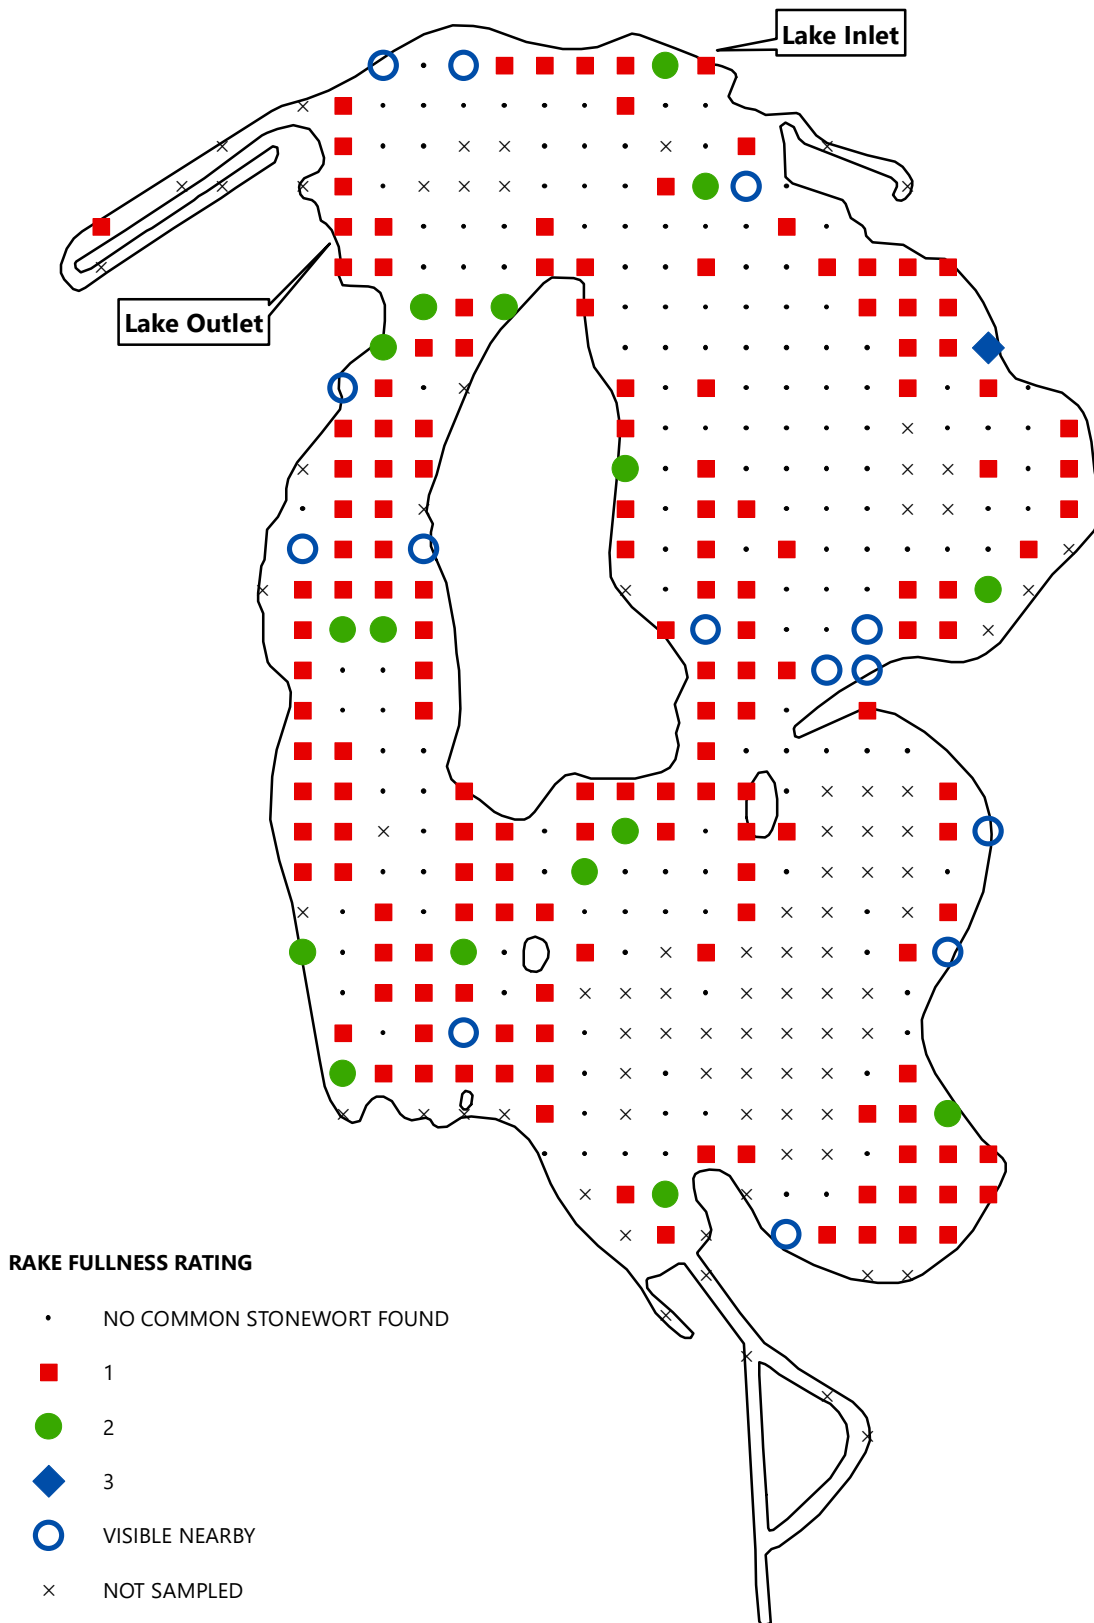 Lake Inlet
Lake Outlet
RAKE FULLNESS RATING
NO COMMON STONEWORT FOUND
1
2
3
VISIBLE NEARBY
NOT SAMPLED